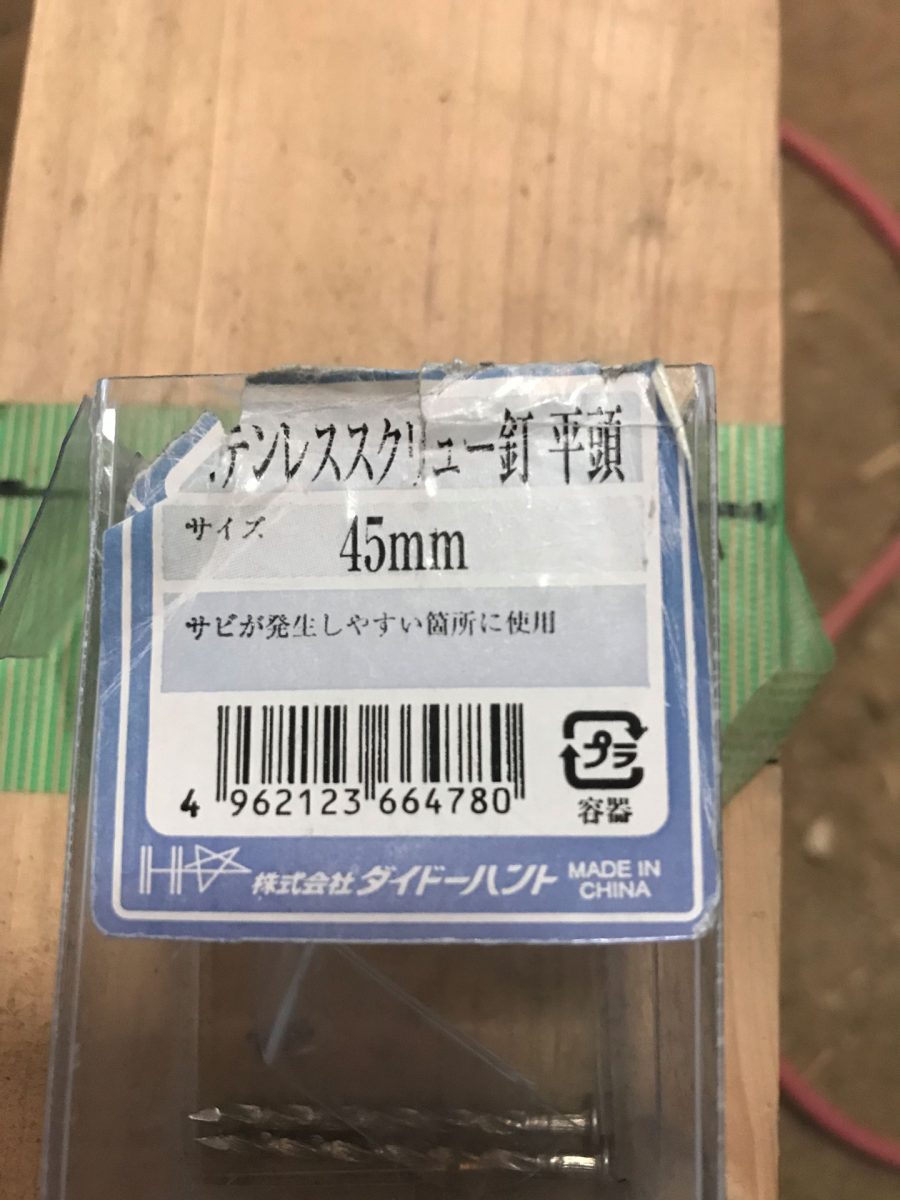 テンレススクリュー釘 平頭
サイズ 45mm
サビが発生しやすい箇所に使用
4 962123 664780
プラ
容器
株式会社 ダイドーハント MADE IN CHINA